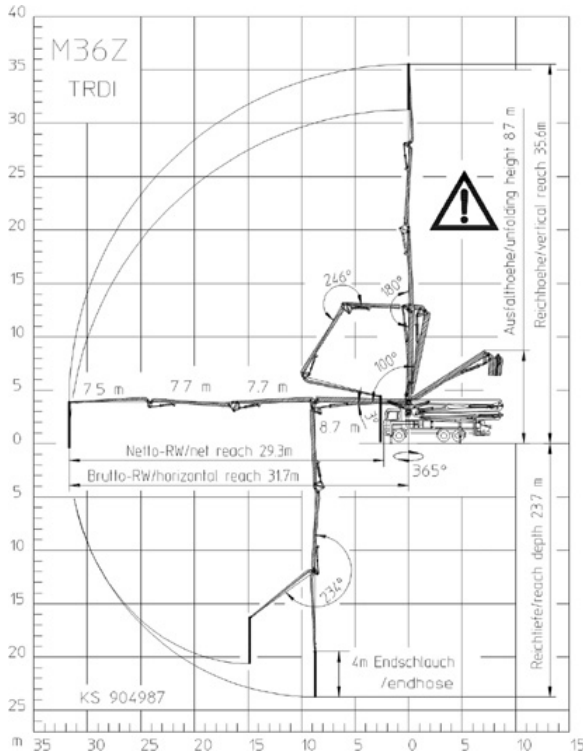 40
M36Z
TRDI
35
30
25
20
15
10
5
0
5
10
15
20
25
m
Ausfalthoehe/unfolding height 8.7 m
Reichhoehe/vertical reach 35.6m
246°
180°
100°
7.5 m
7.7 m
7.7 m
8.7 m
3°
Netto-RW/net reach 29.3m
Brutto-RW/horizontal reach 31.7m
365°
234°
Reichtiefe/reach depth 23.7 m
4m Endschlauch
/endhose
KS 904987
35 30 25 20 15 10 5 0 5 10 15